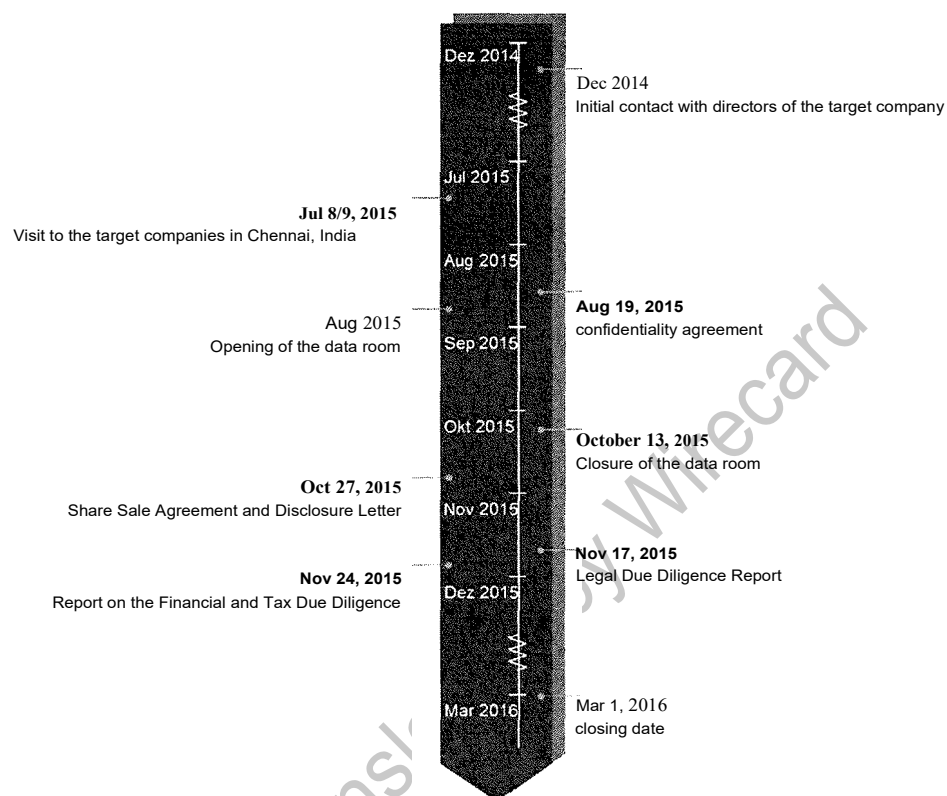 Dez 2014
Dec 2014
Initial contact with directors of the target company
Jul 2015
Jul 8/9, 2015
Visit to the target companies in Chennai, India
Aug 2015
Aug 19, 2015
confidentiality agreement
Aug 2015
Opening of the data room
Sep 2015
Okt 2015
October 13, 2015
Closure of the data room
Oct 27, 2015
Share Sale Agreement and Disclosure Letter
Nov 2015
Nov 17, 2015
Legal Due Diligence Report
Nov 24, 2015
Report on the Financial and Tax Due Diligence
Dez 2015
Mar 2016
Mar 1, 2016
closing date
by Wirecard